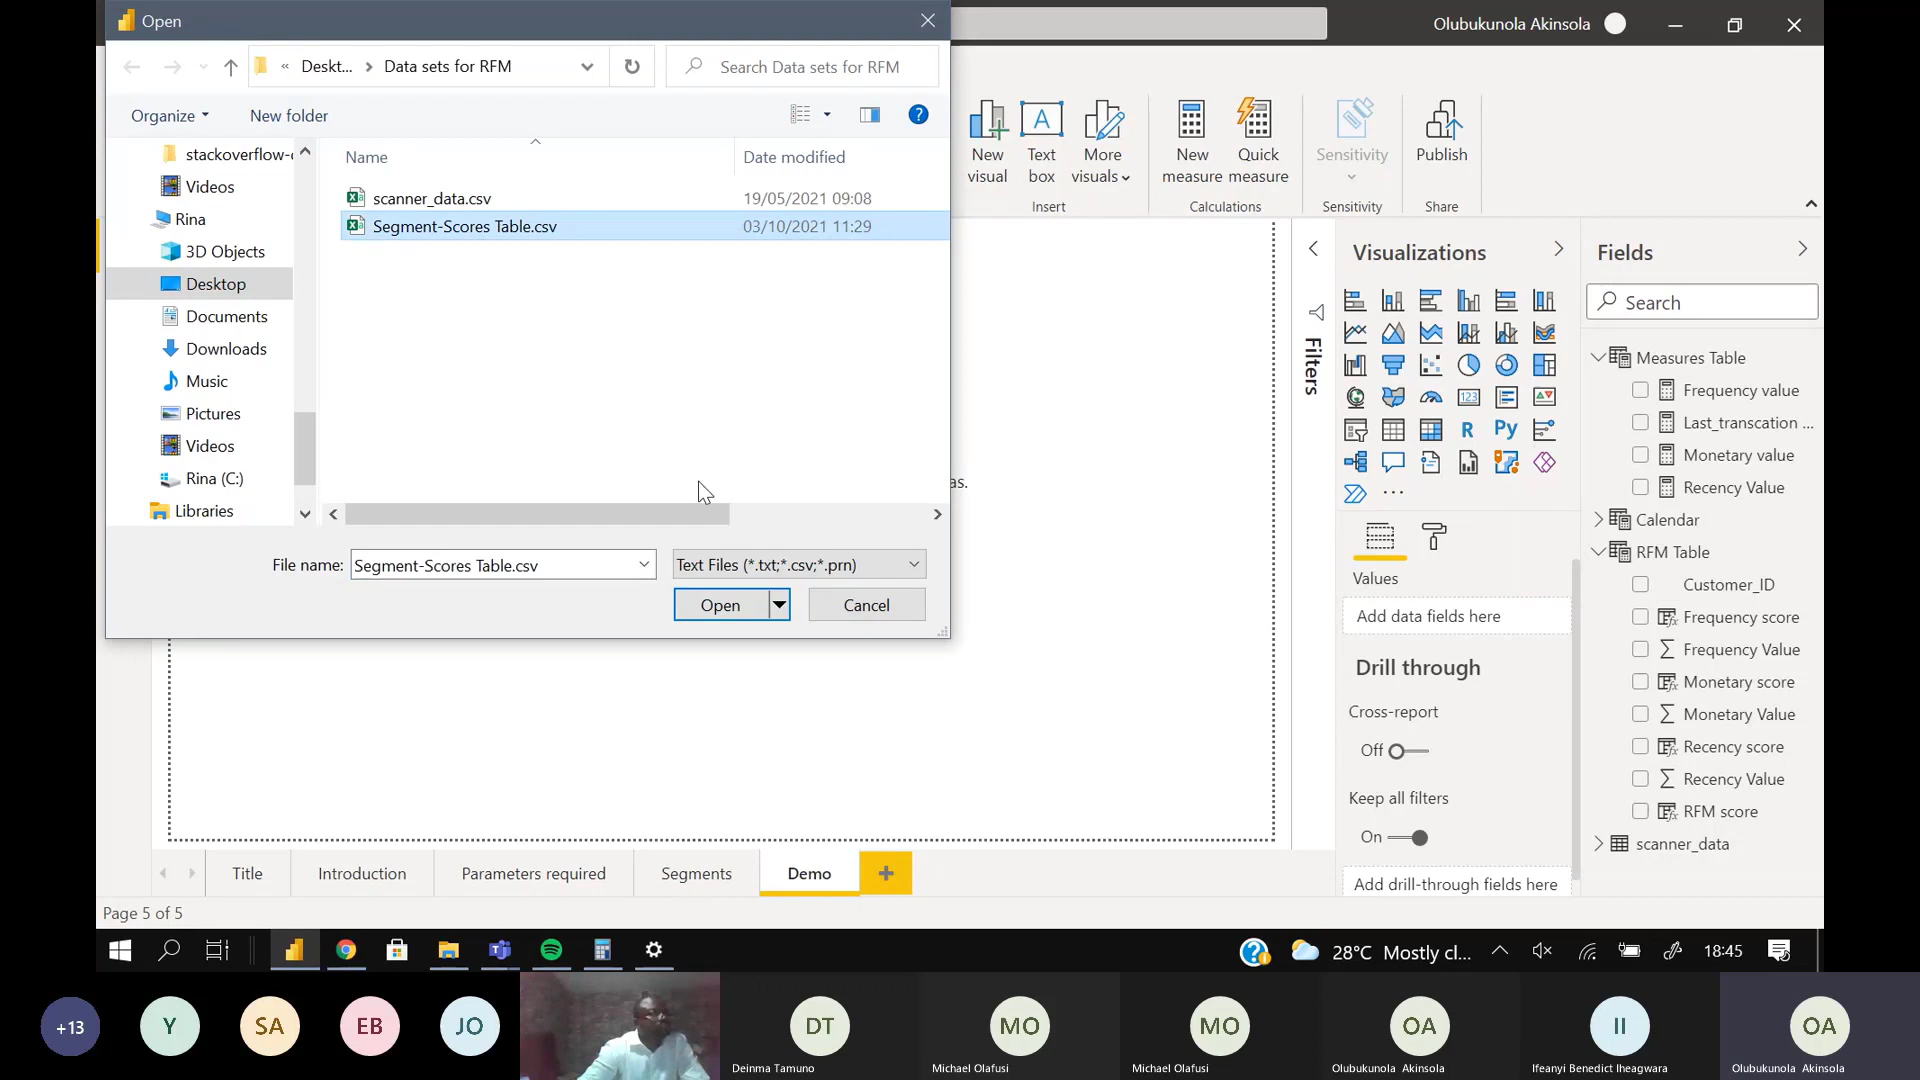 Open
Olubukunola Akinsola
« Deskt... > Data sets for RFM
Search Data sets for RFM
Organize
New folder
Name
Date modified
stackoverflow-
scanner_data.csv
19/05/2021 09:08
Segment-Scores Table.csv
03/10/2021 11:29
Videos
Rina
3D Objects
Desktop
Documents
Downloads
Music
Pictures
Videos
Rina (C:)
Libraries
File name:
Segment-Scores Table.csv
Text Files (*.txt;*.csv;*.prn)
Open
Cancel
New visual
Text box
More visuals
New measure
Quick measure
Sensitivity
Publish
Insert
Calculations
Sensitivity
Share
as.
Filters
Visualizations
123
R
Py
Values
Add data fields here
Drill through
Cross-report
Off
Keep all filters
On
Add drill-through fields here
Fields
Search
Measures Table
Frequency value
Last_transcation ...
Monetary value
Recency Value
Calendar
RFM Table
Customer_ID
Frequency score
Frequency Value
Monetary score
Monetary Value
Recency score
Recency Value
RFM score
scanner_data
Title
Introduction
Parameters required
Segments
Demo
Page 5 of 5
28°C Mostly cl...
18:45
+13
Y
SA
EB
JO
DT
MO
MO
OA
II
OA
Deinma Tamuno
Michael Olafusi
Michael Olafusi
Olubukunola Akinsola
Ifeanyi Benedict Iheagwara
Olubukunola Akinsola